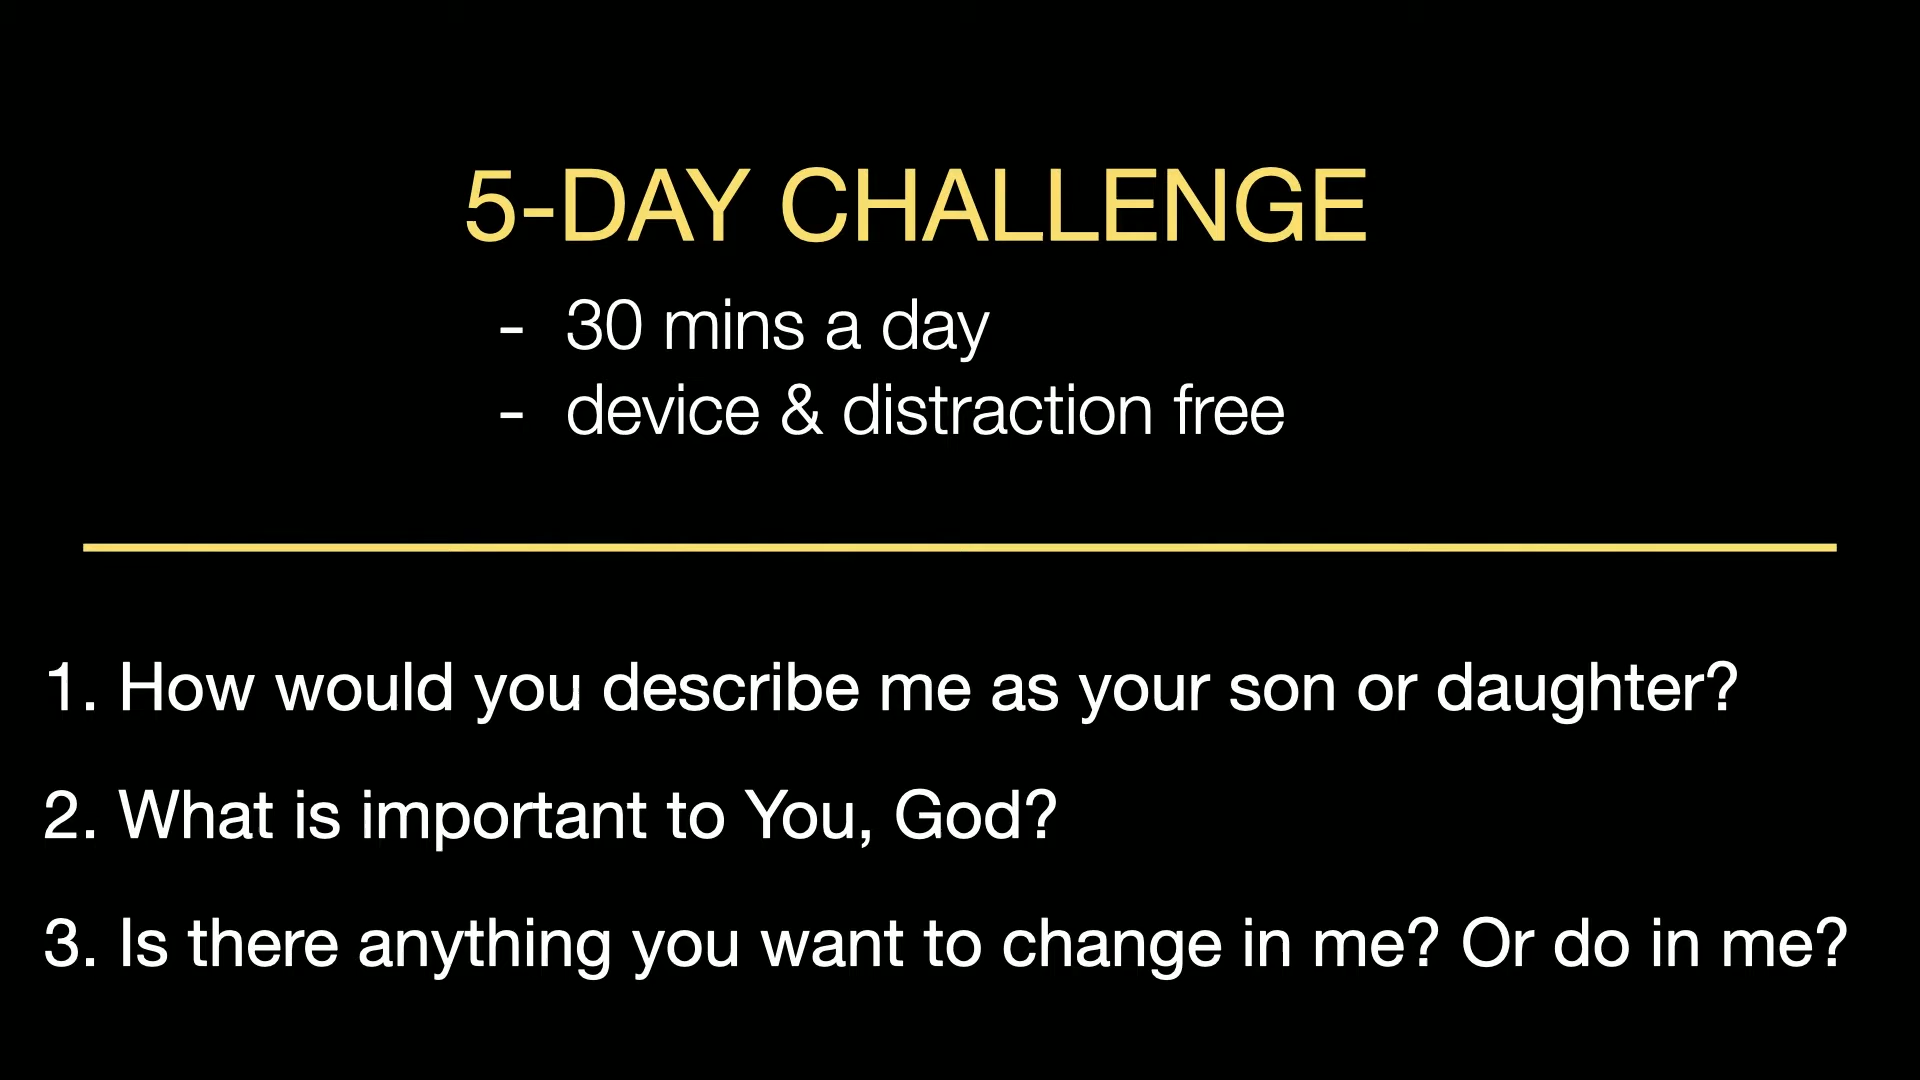 5-DAY CHALLENGE
- 30 mins a day
- device & distraction free
1. How would you describe me as your son or daughter?
2. What is important to You, God?
3. Is there anything you want to change in me? Or do in me?